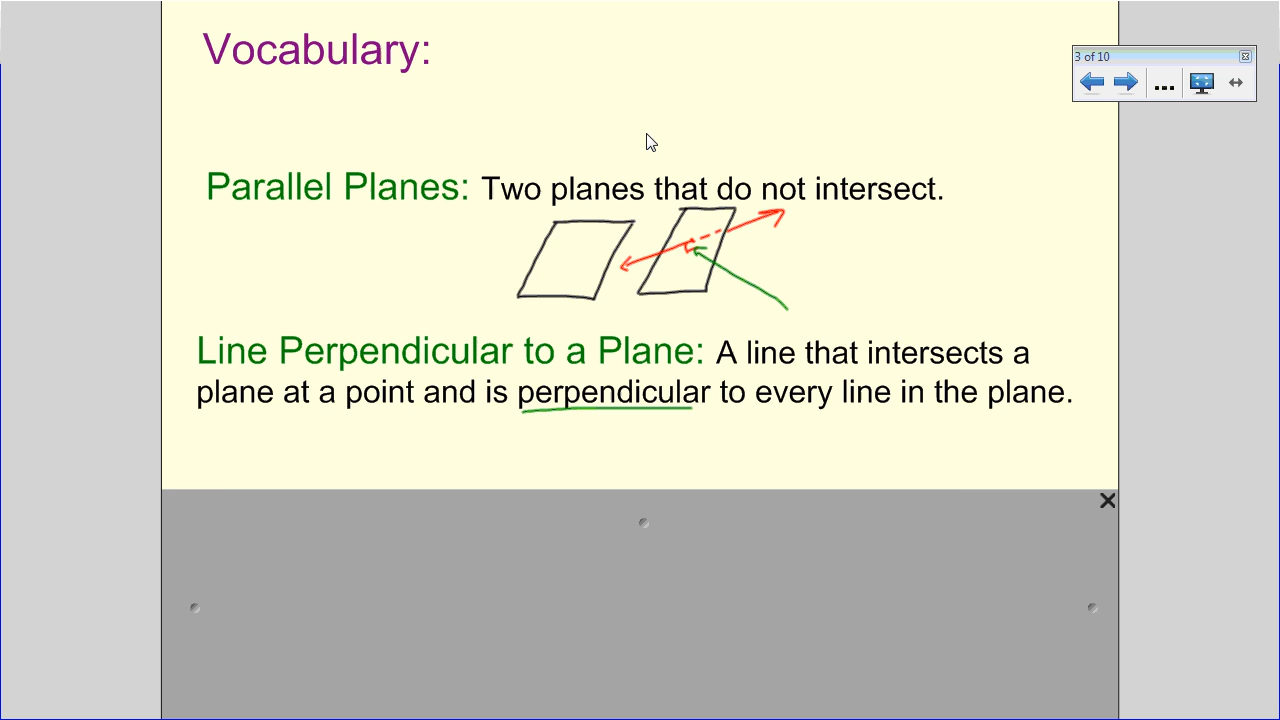 Vocabulary:
3 of 10
Parallel Planes: Two planes that do not intersect.
Line Perpendicular to a Plane: A line that intersects a
plane at a point and is perpendicular to every line in the plane.